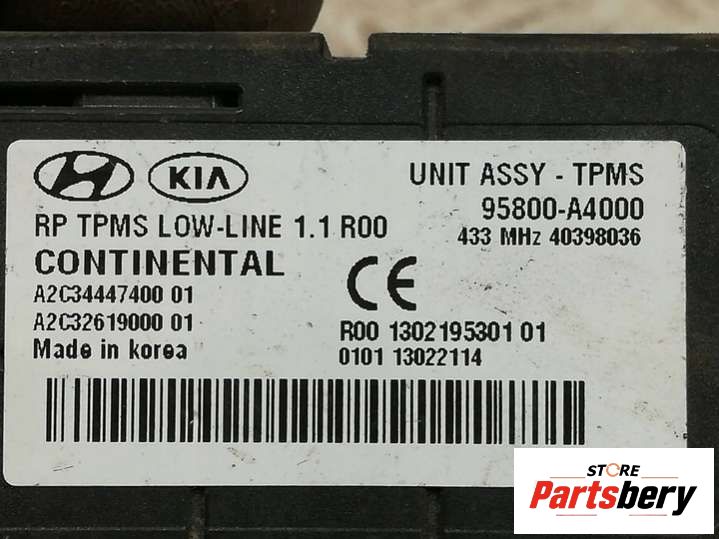 KIA
UNIT ASSY - TPMS
RP TPMS LOW-LINE 1.1 R00
95800-A4000
433 MHz 40398036
CONTINENTAL
A2C34447400 01
A2C32619000 01
Made in korea
CE
R00 1302195301 01
0101 13022114
STORE
Partsbery